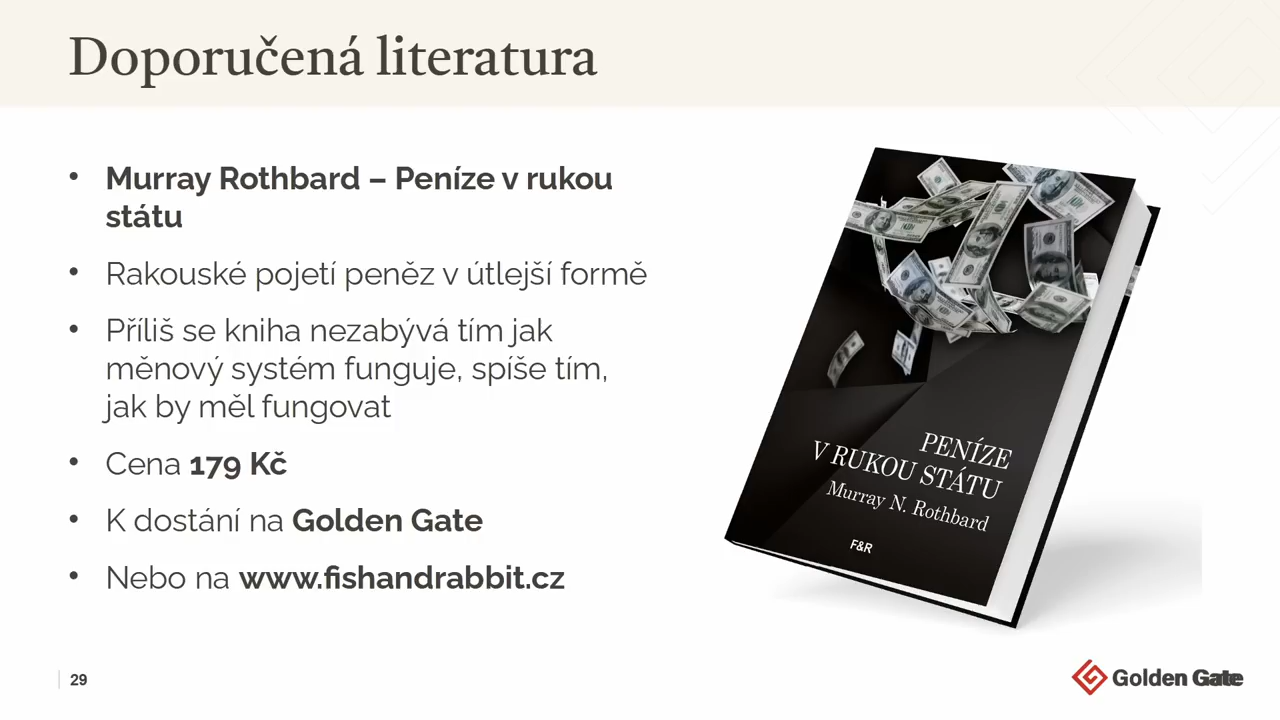 Doporučená literatura
• Murray Rothbard – Peníze v rukou
státu
• Rakouské pojetí peněz v útlejší formě
• Příliš se kniha nezabývá tím jak
měnový systém funguje, spíše tím,
jak by měl fungovat
• Cena 179 Kč
• K dostání na Golden Gate
• Nebo na www.fishandrabbit.cz
PENÍZE
V RUKOU STÁTU
Murray N. Rothbard
F&R
29
Golden Gate